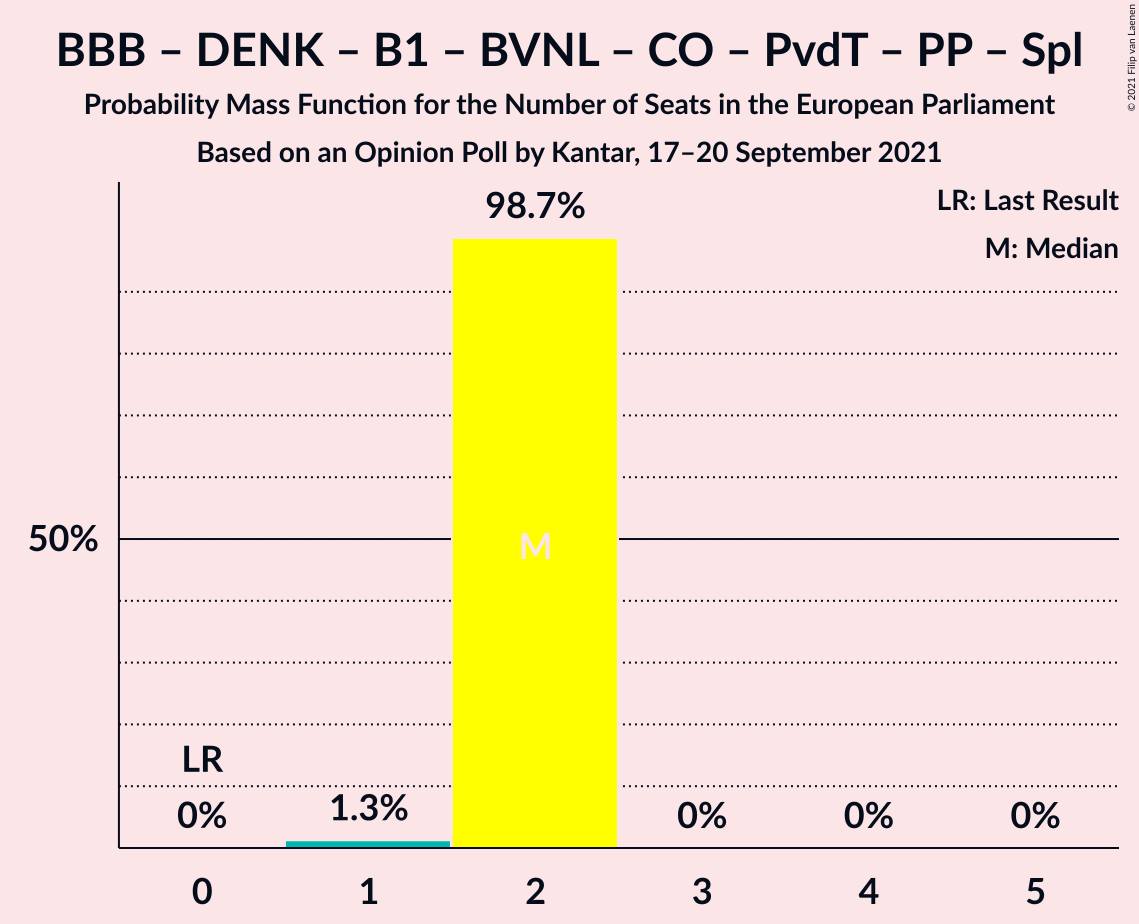 BBB – DENK – B1 – BVNL – CO – PvdT – PP – Spl
Probability Mass Function for the Number of Seats in the European Parliament
Based on an Opinion Poll by Kantar, 17–20 September 2021
© 2021 Filip van Laenen
LR: Last Result
M: Median
98.7%
50%
M
LR
0%
1.3%
0%
0%
0%
0 1 2 3 4 5